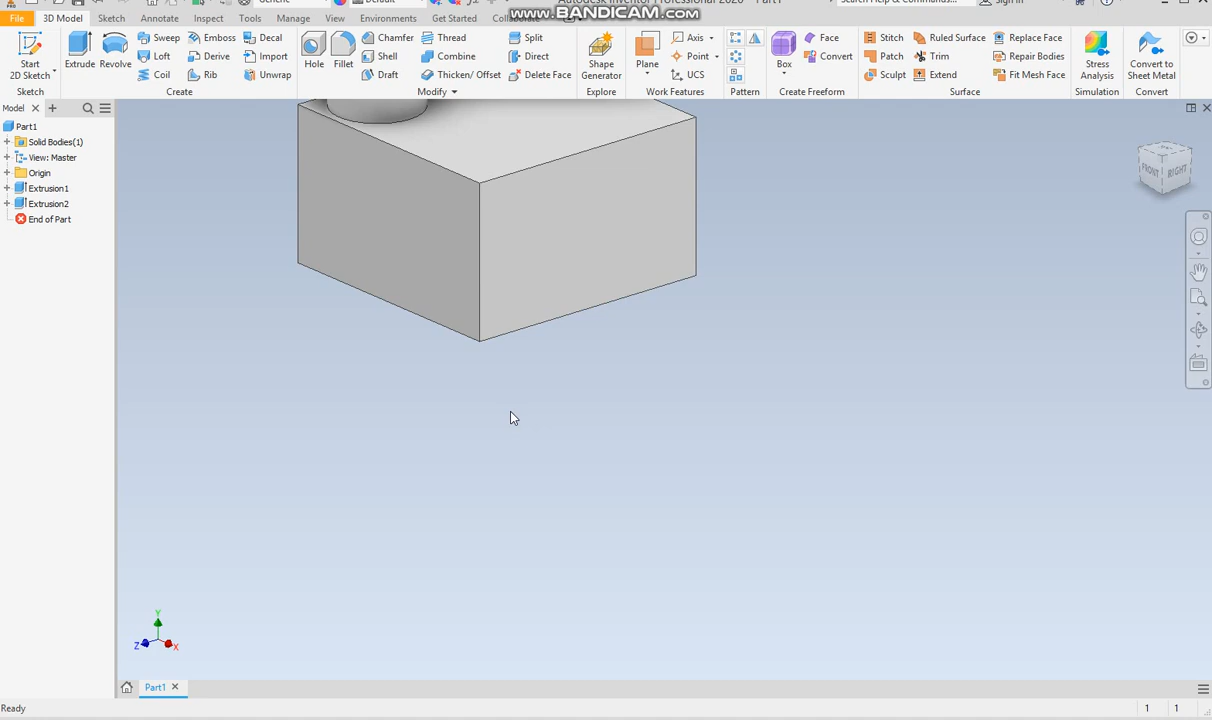 www.BANDICAM.com
File 3D Model Sketch Annotate Inspect Tools Manage View Environments Get Started
Start 2D Sketch
Sketch
Extrude Revolve Sweep Emboss Decal
Loft Derive Import
Coil Rib Unwrap
Create
Hole Fillet Chamfer Thread Split
Shell Combine Direct
Draft Thicken/ Offset Delete Face
Modify
Shape Generator
Explore
Plane Axis
Point
UCS
Work Features
Pattern
Box Face
Convert
Create Freeform
Stitch Ruled Surface Replace Face
Patch Trim Repair Bodies
Sculpt Extend Fit Mesh Face
Surface
Stress Analysis
Simulation
Convert to Sheet Metal
Convert
Model
Part1
Solid Bodies(1)
View: Master
Origin
Extrusion1
Extrusion2
End of Part
FRONT RIGHT
Y
Z X
Part1
Ready 1 1